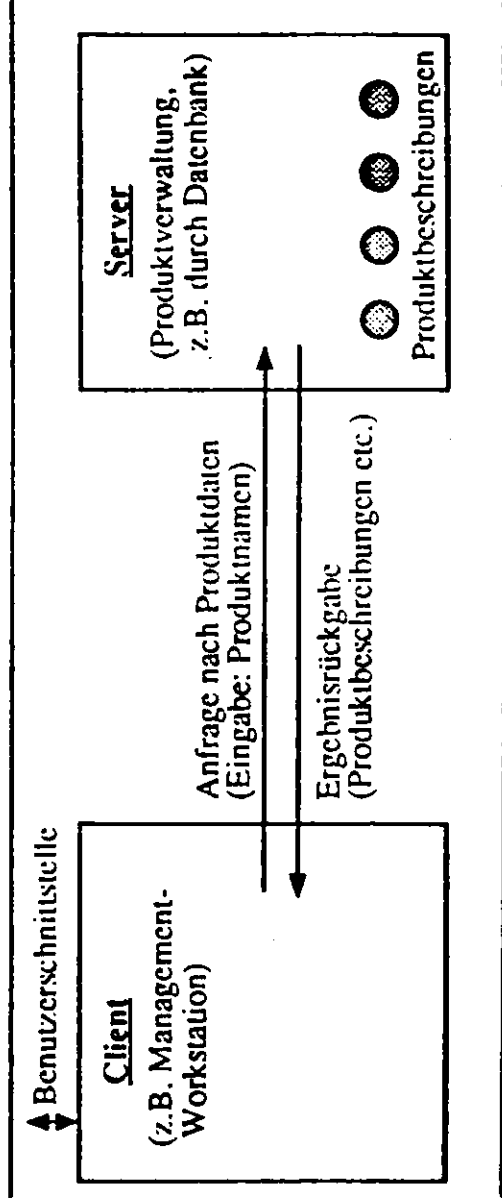 Benutzerschnittstelle
Client
(z.B. Management-
Workstation)
Anfrage nach Produktdaten
(Eingabe: Produktnamen)
Ergebnisrückgabe
(Produktbeschreibungen etc.)
Server
(Produktverwaltung,
z.B. durch Datenbank)
Produktbeschreibungen